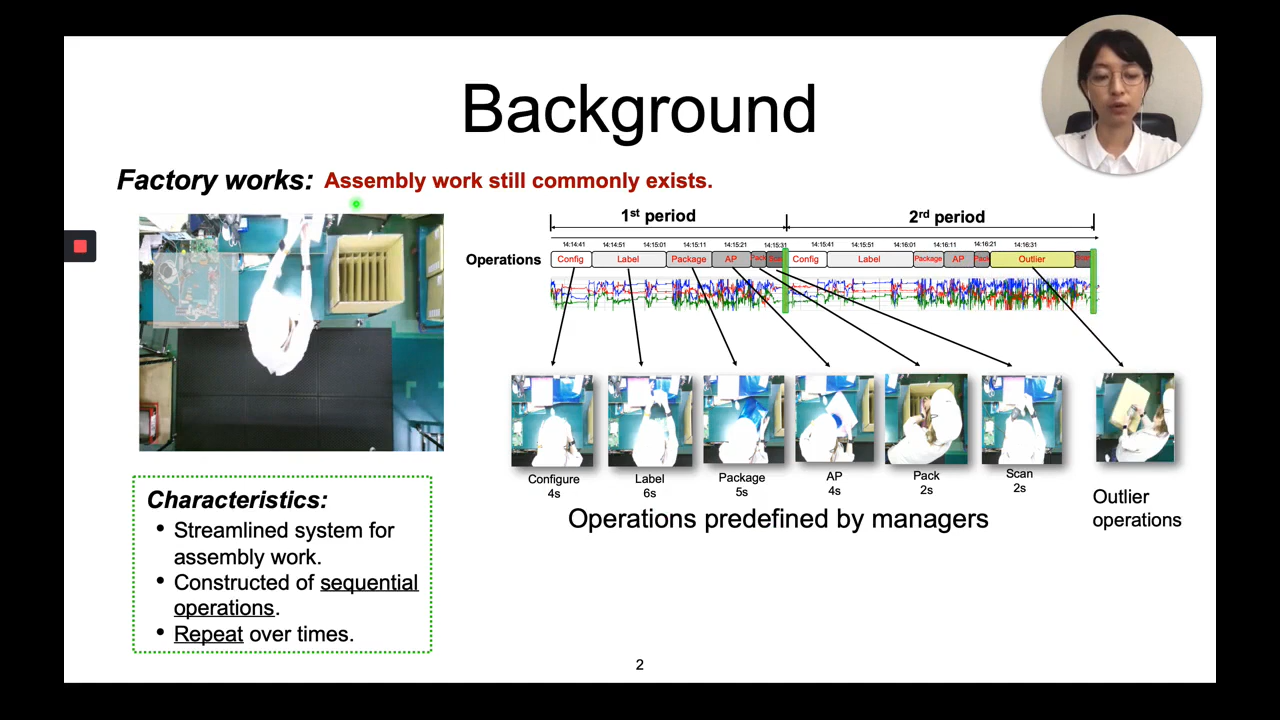 Background
Factory works: Assembly work still commonly exists.
1st period
2rd period
14:14:41 14:14:51 14:15:01 14:15:11 14:15:21 14:15:31 14:15:41 14:15:51 14:16:01 14:16:11 14:16:21 14:16:31
Operations Config Label Package AP Pack Scan Config Label Package AP Pack Outlier Scan
Configure
4s
Label
6s
Package
5s
AP
4s
Pack
2s
Scan
2s
Outlier
operations
Operations predefined by managers
Characteristics:
• Streamlined system for
assembly work.
• Constructed of sequential
operations.
• Repeat over times.
2